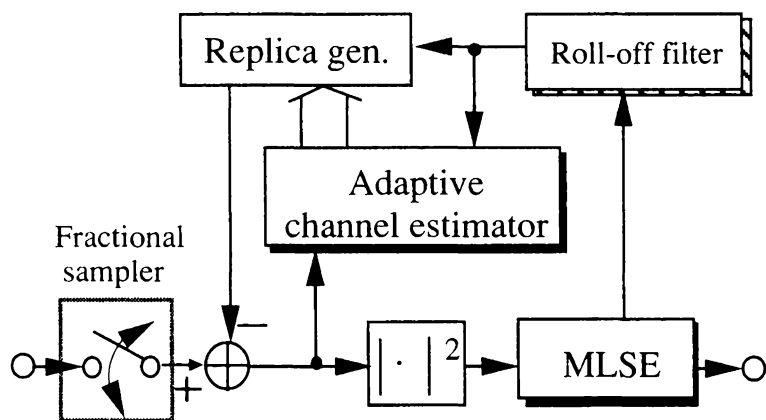 Replica gen.
Roll-off filter
Adaptive
channel estimator
Fractional
sampler
−
+
| · | 2
MLSE